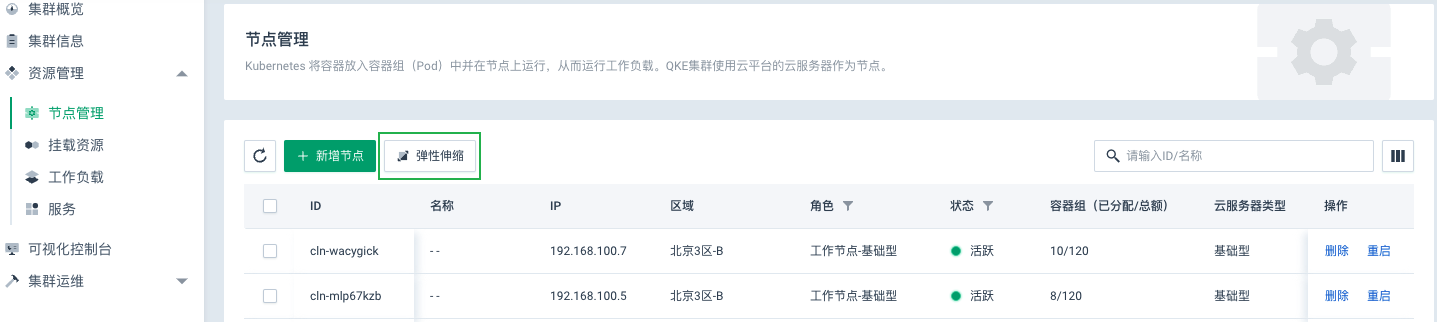 集群概览
集群信息
资源管理
节点管理
挂载资源
工作负载
服务
可视化控制台
集群运维
节点管理
Kubernetes 将容器放入容器组（Pod）中并在节点上运行，从而运行工作负载。QKE集群使用云平台的云服务器作为节点。
新增节点 弹性伸缩 请输入ID/名称
ID 名称 IP 区域 角色 状态 容器组（已分配/总额） 云服务器类型 操作
cln-wacygick -- 192.168.100.7 北京3区-B 工作节点-基础型 活跃 10/120 基础型 删除 重启
cln-mlp67kzb -- 192.168.100.5 北京3区-B 工作节点-基础型 活跃 8/120 基础型 删除 重启